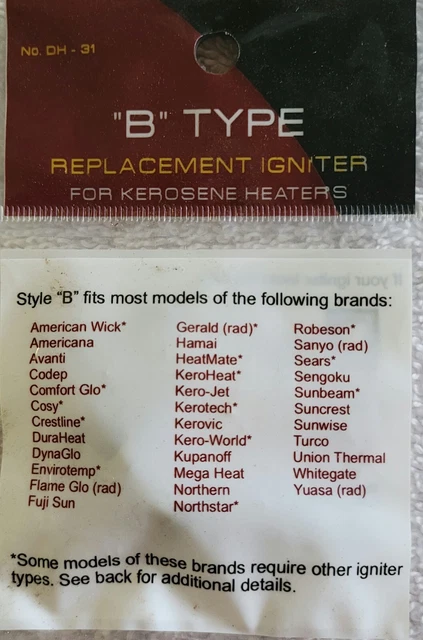 No. DH - 31
"B" TYPE
REPLACEMENT IGNITER
FOR KEROSENE HEATERS
Style "B" fits most models of the following brands:
American Wick*
Americana
Avanti
Codep
Comfort Glo*
Cosy*
Crestline*
DuraHeat
DynaGlo
Envirotemp*
Flame Glo (rad)
Fuji Sun
Gerald (rad)*
Hamai
HeatMate*
KeroHeat*
Kero-Jet
Kerotech*
Kerovic
Kero-World*
Kupanoff
Mega Heat
Northern
Northstar*
Robeson*
Sanyo (rad)
Sears*
Sengoku
Sunbeam*
Suncrest
Sunwise
Turco
Union Thermal
Whitegate
Yuasa (rad)
*Some models of these brands require other igniter
types. See back for additional details.